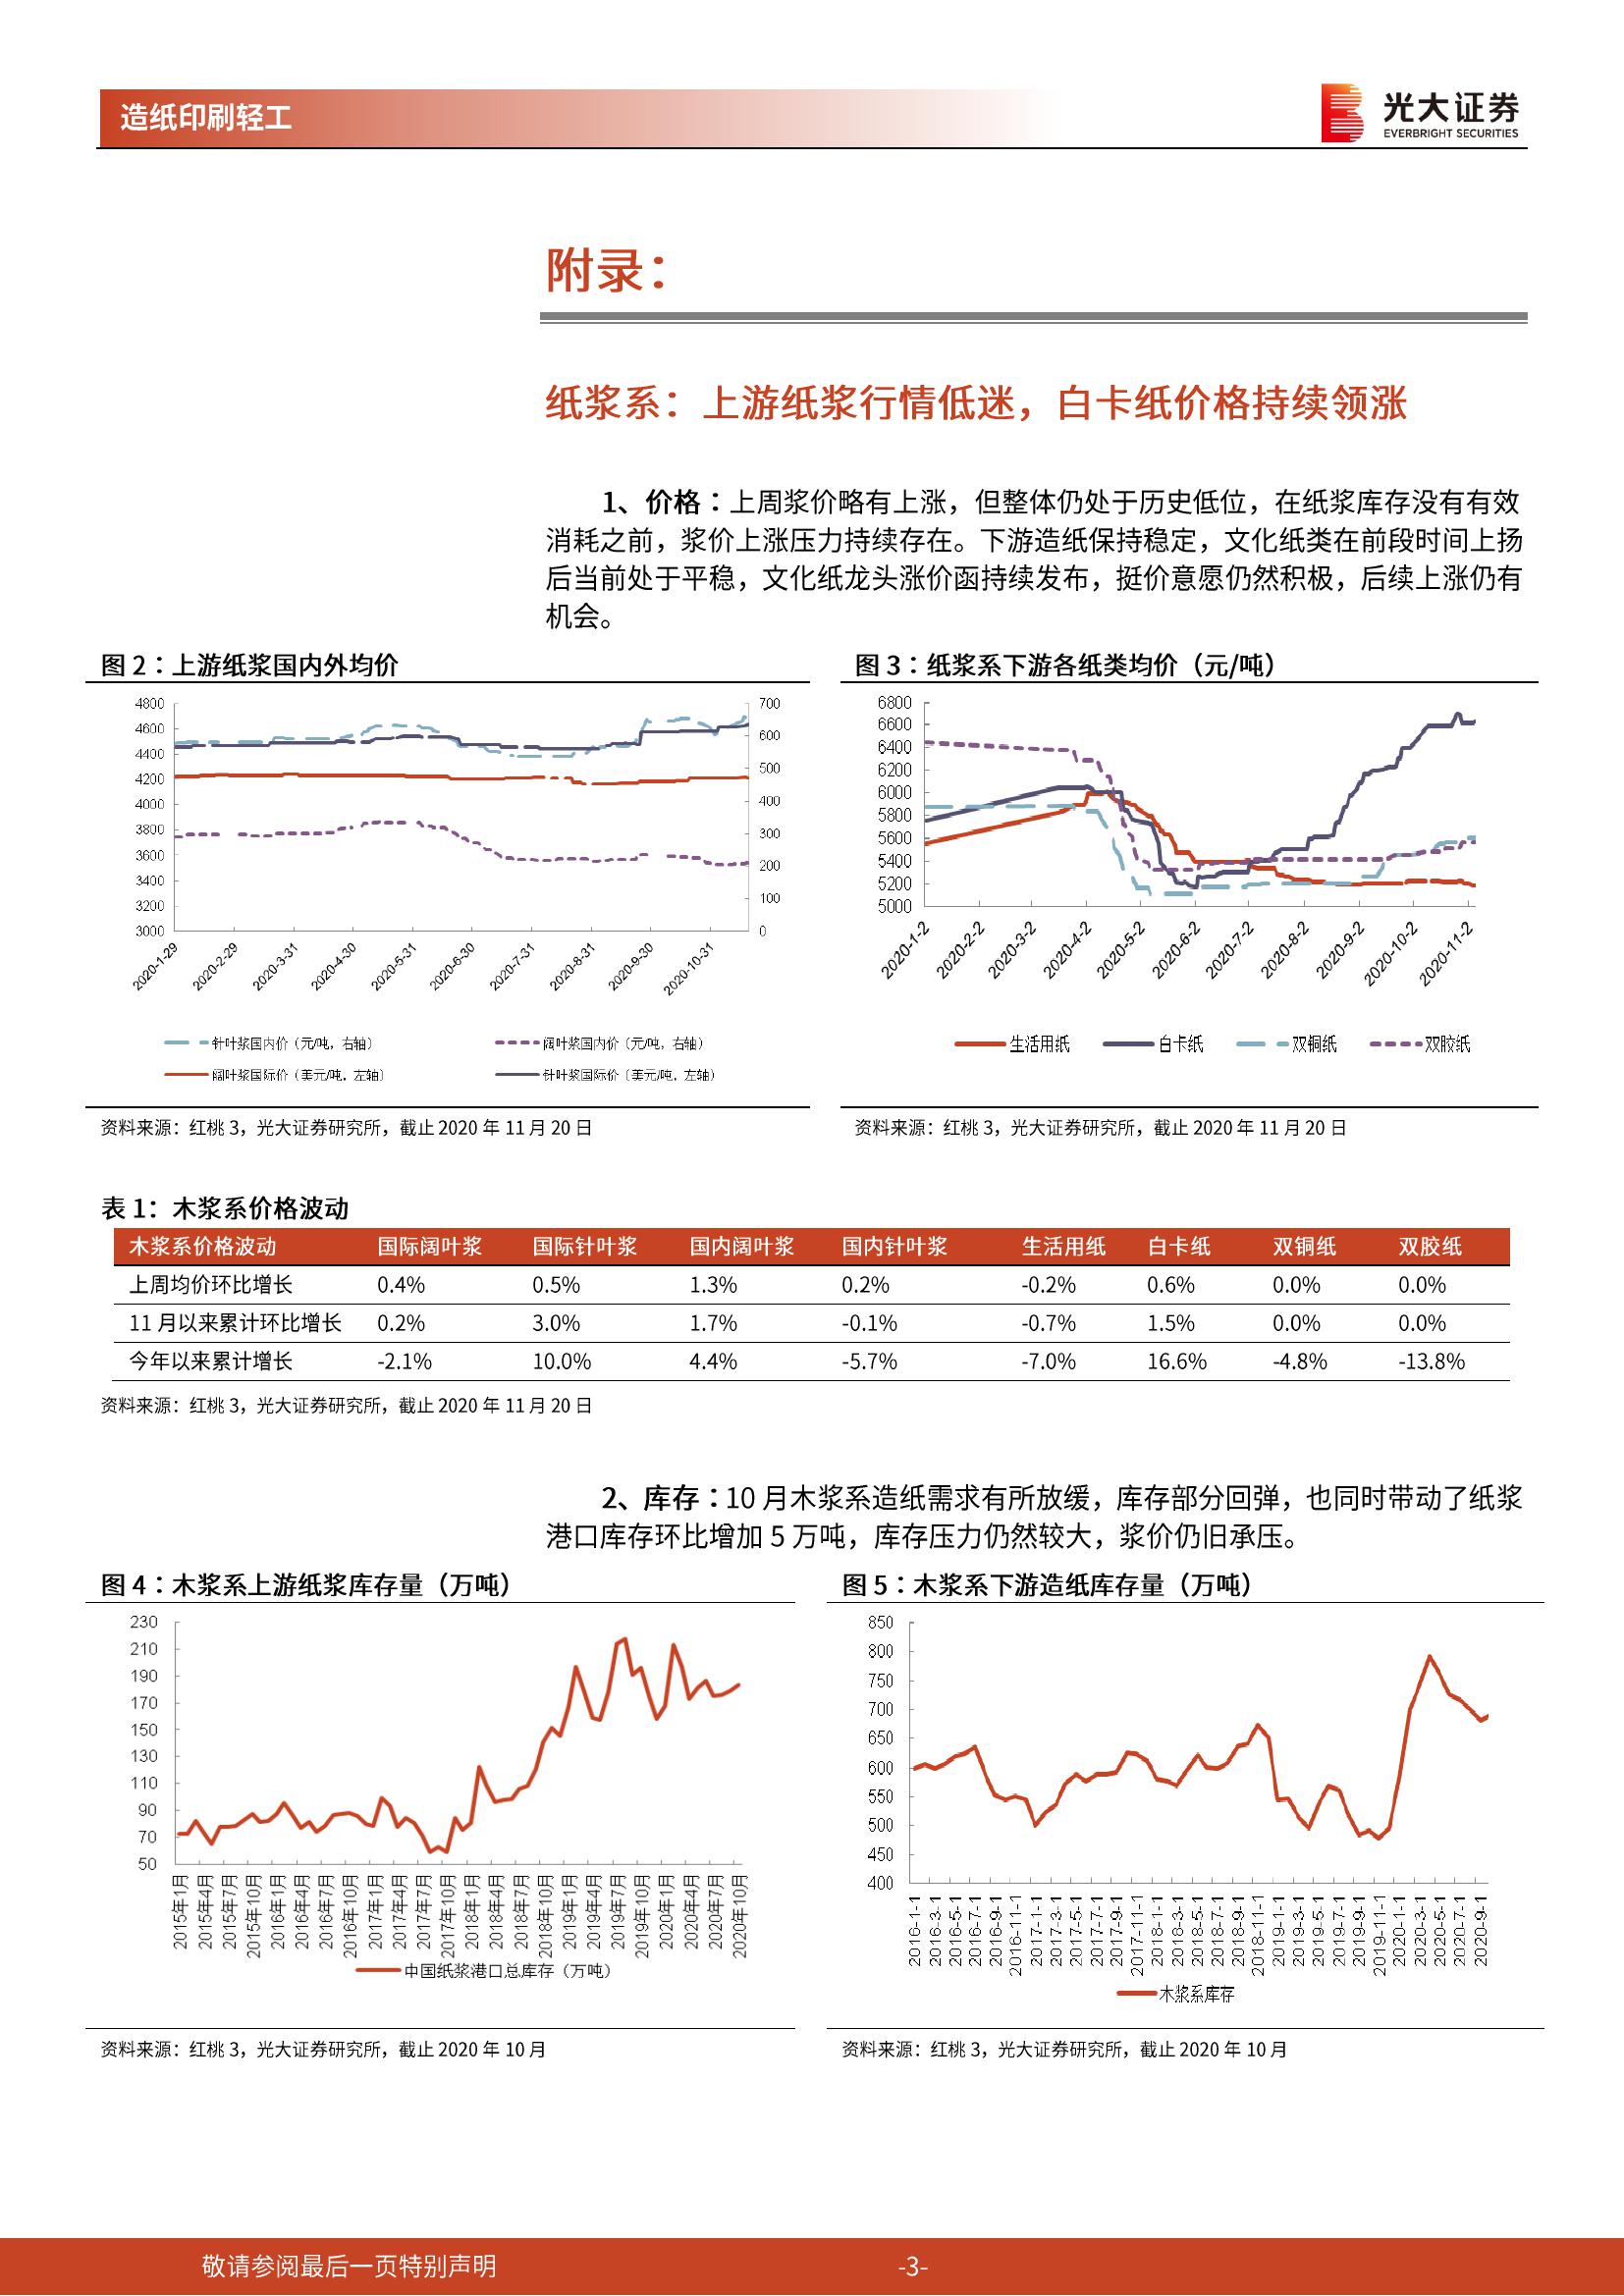 造纸印刷轻工
光大证券
EVERBRIGHT SECURITIES
附录：
纸浆系：上游纸浆行情低迷，白卡纸价格持续领涨
1、价格：上周浆价略有上涨，但整体仍处于历史低位，在纸浆库存没有有效
消耗之前，浆价上涨压力持续存在。下游造纸保持稳定，文化纸类在前段时间上扬
后当前处于平稳，文化纸龙头涨价函持续发布，挺价意愿仍然积极，后续上涨仍有
机会。
图 2：上游纸浆国内外均价
4800
4600
4400
4200
4000
3800
3600
3400
3200
3000
700
600
500
400
300
200
100
0
2020-1-29
2020-2-29
2020-3-31
2020-4-30
2020-5-31
2020-6-30
2020-7-31
2020-8-31
2020-9-30
2020-10-31
针叶浆国内价（元/吨，右轴）
阔叶浆国内价（元/吨，右轴）
阔叶浆国际价（美元/吨，左轴）
针叶浆国际价（美元/吨，左轴）
资料来源：红桃 3，光大证券研究所，截止 2020 年 11 月 20 日
图 3：纸浆系下游各纸类均价（元/吨）
6800
6600
6400
6200
6000
5800
5600
5400
5200
5000
2020-1-2
2020-2-2
2020-3-2
2020-4-2
2020-5-2
2020-6-2
2020-7-2
2020-8-2
2020-9-2
2020-10-2
2020-11-2
生活用纸
白卡纸
双铜纸
双胶纸
资料来源：红桃 3，光大证券研究所，截止 2020 年 11 月 20 日
表 1：木浆系价格波动
木浆系价格波动 国际阔叶浆 国际针叶浆 国内阔叶浆 国内针叶浆 生活用纸 白卡纸 双铜纸 双胶纸
上周均价环比增长 0.4% 0.5% 1.3% 0.2% -0.2% 0.6% 0.0% 0.0%
11 月以来累计环比增长 0.2% 3.0% 1.7% -0.1% -0.7% 1.5% 0.0% 0.0%
今年以来累计增长 -2.1% 10.0% 4.4% -5.7% -7.0% 16.6% -4.8% -13.8%
资料来源：红桃 3，光大证券研究所，截止 2020 年 11 月 20 日
2、库存：10 月木浆系造纸需求有所放缓，库存部分回弹，也同时带动了纸浆
港口库存环比增加 5 万吨，库存压力仍然较大，浆价仍旧承压。
图 4：木浆系上游纸浆库存量（万吨）
230
210
190
170
150
130
110
90
70
50
2015年1月
2015年4月
2015年7月
2015年10月
2016年1月
2016年4月
2016年7月
2016年10月
2017年1月
2017年4月
2017年7月
2017年10月
2018年1月
2018年4月
2018年7月
2018年10月
2019年1月
2019年4月
2019年7月
2019年10月
2020年1月
2020年4月
2020年7月
2020年10月
中国纸浆港口总库存（万吨）
资料来源：红桃 3，光大证券研究所，截止 2020 年 10 月
图 5：木浆系下游造纸库存量（万吨）
850
800
750
700
650
600
550
500
450
400
2016-1-1
2016-3-1
2016-5-1
2016-7-1
2016-9-1
2016-11-1
2017-1-1
2017-3-1
2017-5-1
2017-7-1
2017-9-1
2017-11-1
2018-1-1
2018-3-1
2018-5-1
2018-7-1
2018-9-1
2018-11-1
2019-1-1
2019-3-1
2019-5-1
2019-7-1
2019-9-1
2019-11-1
2020-1-1
2020-3-1
2020-5-1
2020-7-1
2020-9-1
木浆系库存
资料来源：红桃 3，光大证券研究所，截止 2020 年 10 月
敬请参阅最后一页特别声明
-3-